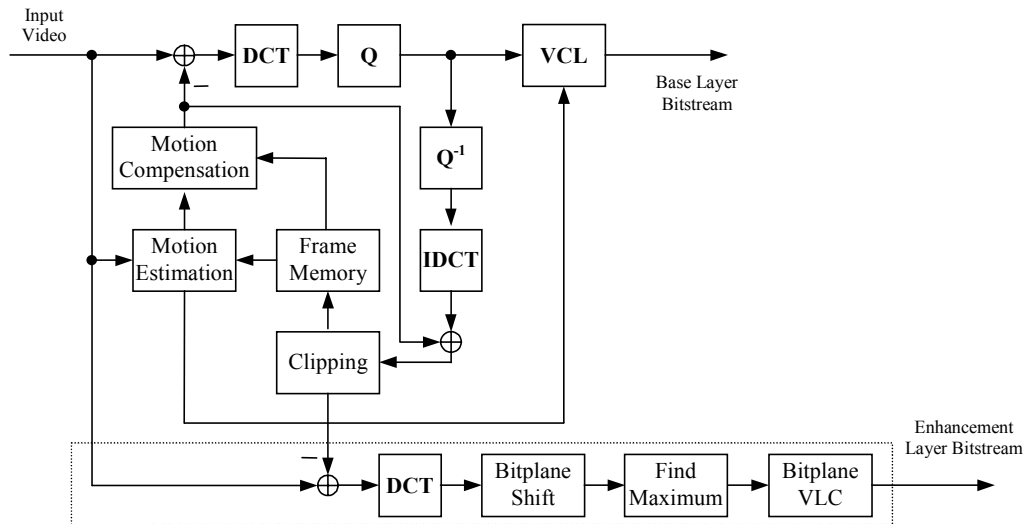 Input
Video
DCT
Q
VCL
Base Layer
Bitstream
–
Motion
Compensation
Q⁻¹
Motion
Estimation
Frame
Memory
IDCT
Clipping
Enhancement
Layer Bitstream
–
DCT
Bitplane
Shift
Find
Maximum
Bitplane
VLC